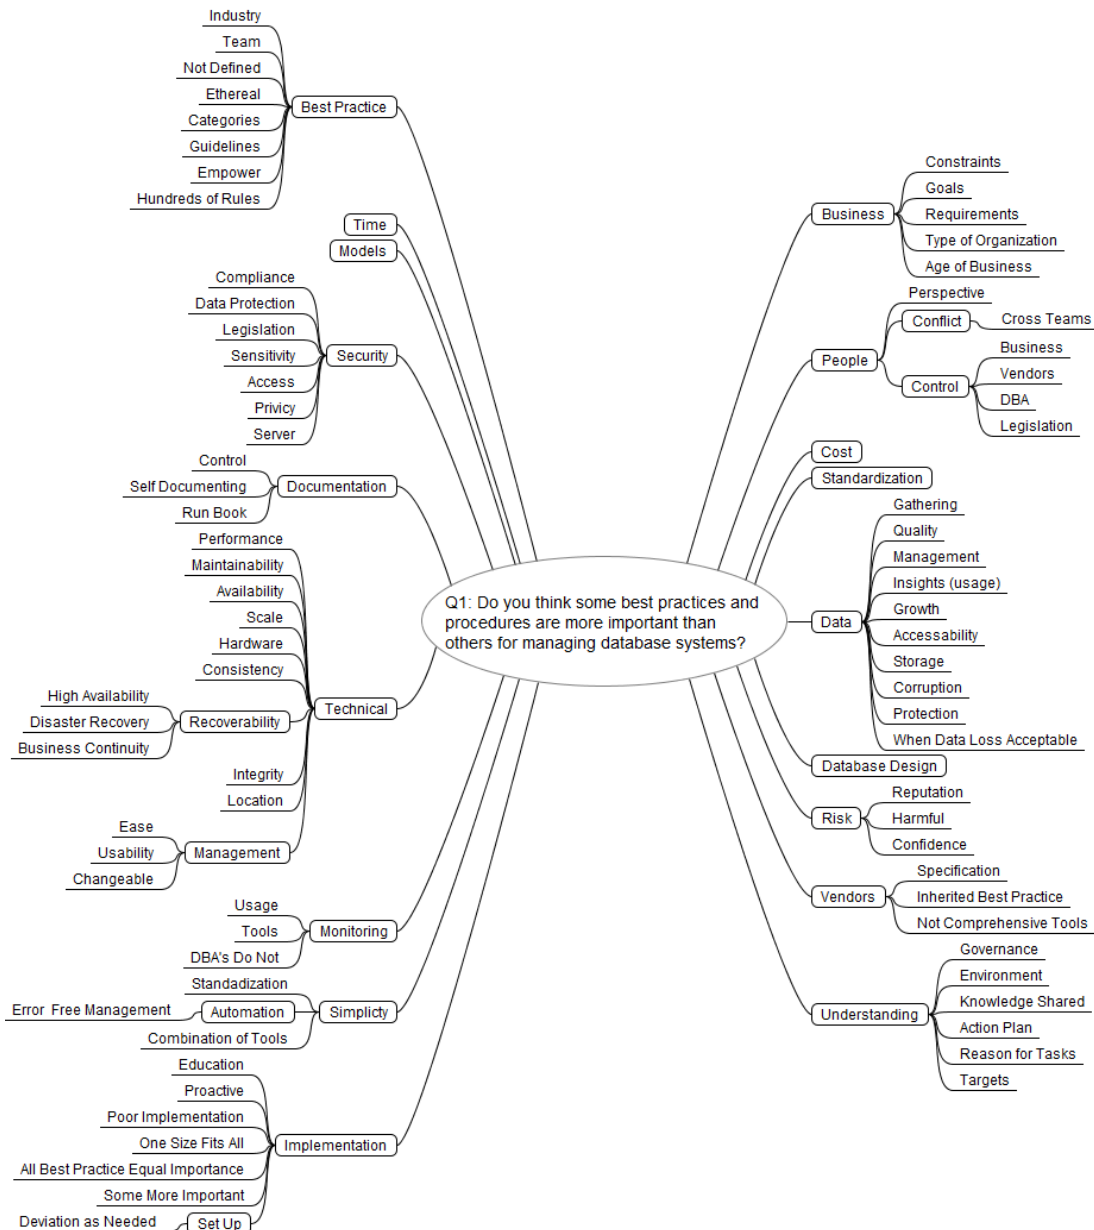 Industry
Team
Not Defined
Ethereal
Categories
Guidelines
Empower
Hundreds of Rules
Best Practice
Time
Models
Compliance
Data Protection
Legislation
Sensitivity
Access
Privicy
Server
Security
Control
Self Documenting
Run Book
Documentation
Performance
Maintainability
Availability
Scale
Hardware
Consistency
High Availability
Disaster Recovery
Business Continuity
Recoverability
Integrity
Location
Ease
Usability
Changeable
Management
Technical
Usage
Tools
DBA's Do Not
Monitoring
Standadization
Error  Free Management
Automation
Combination of Tools
Simplicty
Education
Proactive
Poor Implementation
One Size Fits All
All Best Practice Equal Importance
Some More Important
Deviation as Needed
Set Up
Implementation
Q1: Do you think some best practices and
procedures are more important than
others for managing database systems?
Business
Constraints
Goals
Requirements
Type of Organization
Age of Business
People
Perspective
Conflict
Cross Teams
Control
Business
Vendors
DBA
Legislation
Cost
Standardization
Data
Gathering
Quality
Management
Insights (usage)
Growth
Accessability
Storage
Corruption
Protection
When Data Loss Acceptable
Database Design
Risk
Reputation
Harmful
Confidence
Vendors
Specification
Inherited Best Practice
Not Comprehensive Tools
Understanding
Governance
Environment
Knowledge Shared
Action Plan
Reason for Tasks
Targets